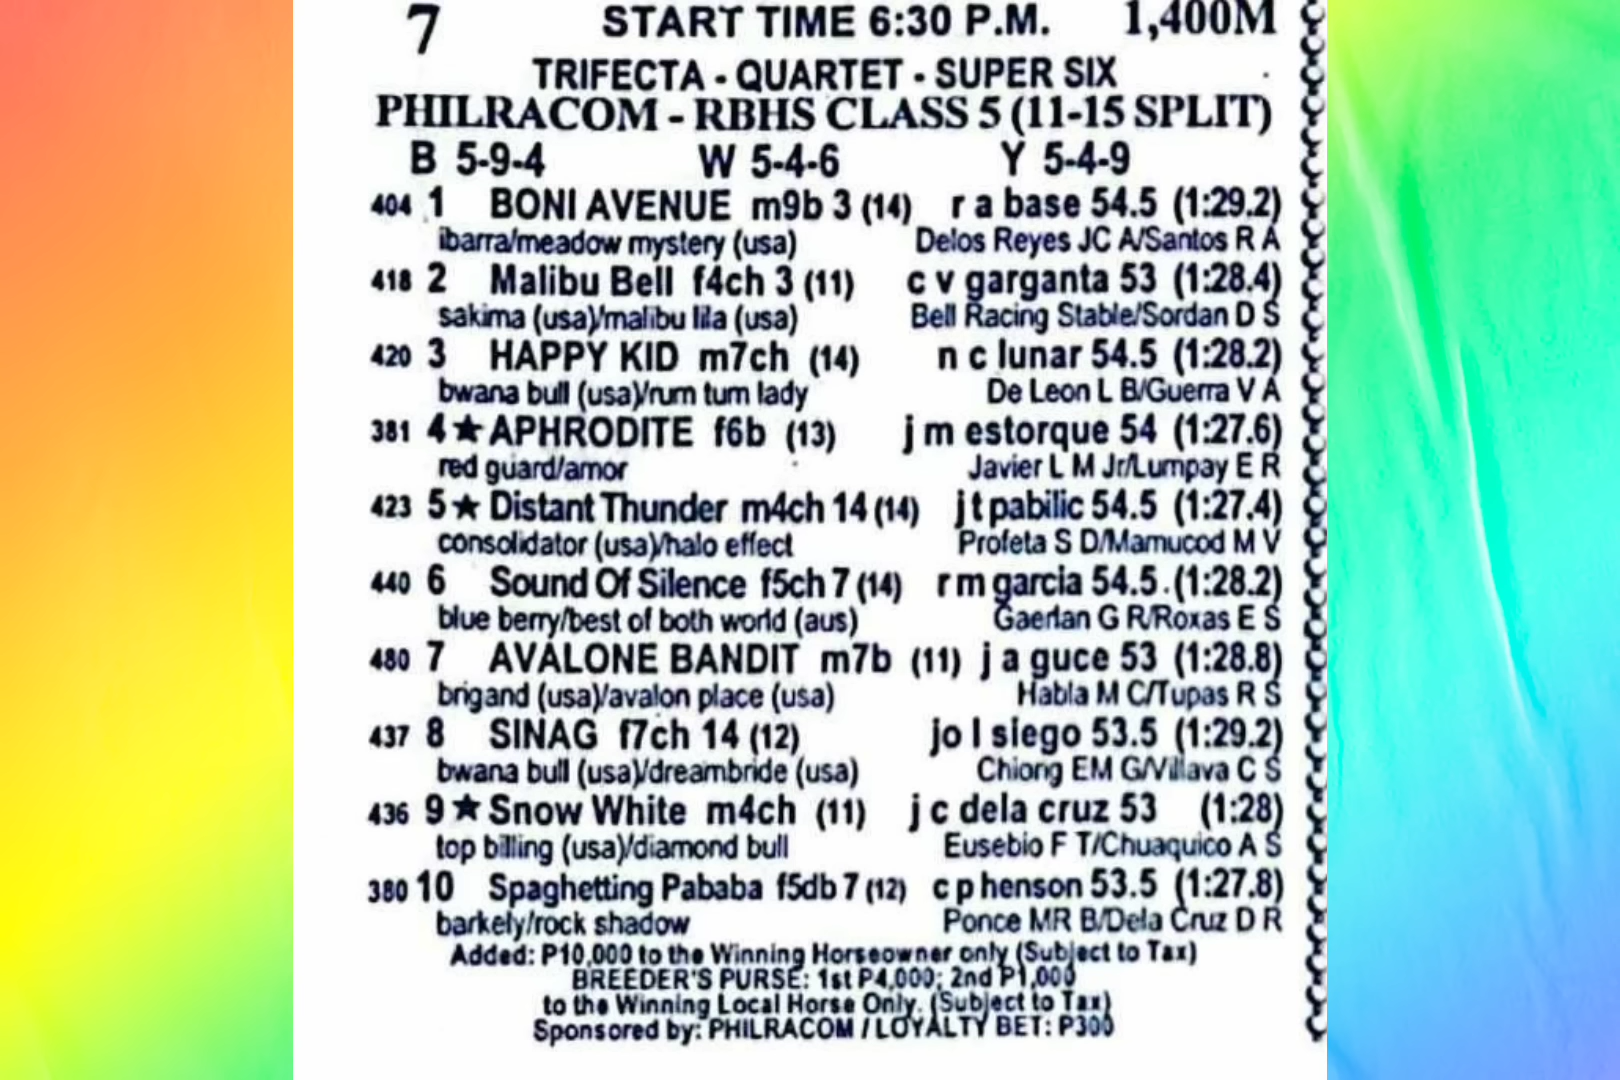 7 START TIME 6:30 P.M. 1,400M
TRIFECTA - QUARTET - SUPER SIX
PHILRACOM - RBHS CLASS 5 (11-15 SPLIT)
B 5-9-4 W 5-4-6 Y 5-4-9
404 1 BONI AVENUE m9b 3 (14) r a base 54.5 (1:29.2)
ibarra/meadow mystery (usa) Delos Reyes JC A/Santos R A
418 2 Malibu Bell f4ch 3 (11) c v garganta 53 (1:28.4)
sakima (usa)/malibu lila (usa) Bell Racing Stable/Sordan D S
420 3 HAPPY KID m7ch (14) n c lunar 54.5 (1:28.2)
bwana bull (usa)/rum tum lady De Leon L B/Guerra V A
381 4★APHRODITE f6b (13) j m estorque 54 (1:27.6)
red guard/amor Javier L M Jr/Lumpay E R
423 5★ Distant Thunder m4ch 14 (14) j t pabilic 54.5 (1:27.4)
consolidator (usa)/halo effect Profeta S D/Mamucod M V
440 6 Sound Of Silence f5ch 7 (14) r m garcia 54.5 (1:28.2)
blue berry/best of both world (aus) Gaerlan G R/Roxas E S
480 7 AVALONE BANDIT m7b (11) j a guce 53 (1:28.8)
brigand (usa)/avalon place (usa) Habla M C/Tupas R S
437 8 SINAG f7ch 14 (12) jo l siego 53.5 (1:29.2)
bwana bull (usa)/dreambride (usa) Chiong EM G/Villava C S
436 9★ Snow White m4ch (11) j c dela cruz 53 (1:28)
top billing (usa)/diamond bull Eusebio F T/Chuaquico A S
380 10 Spaghetting Pababa f5db 7 (12) c p henson 53.5 (1:27.8)
barkely/rock shadow Ponce MR B/Dela Cruz D R
Added: P10,000 to the Winning Horseowner only (Subject to Tax)
BREEDER'S PURSE: 1st P4,000; 2nd P1,000
to the Winning Local Horse Only. (Subject to Tax)
Sponsored by: PHILRACOM / LOYALTY BET: P300